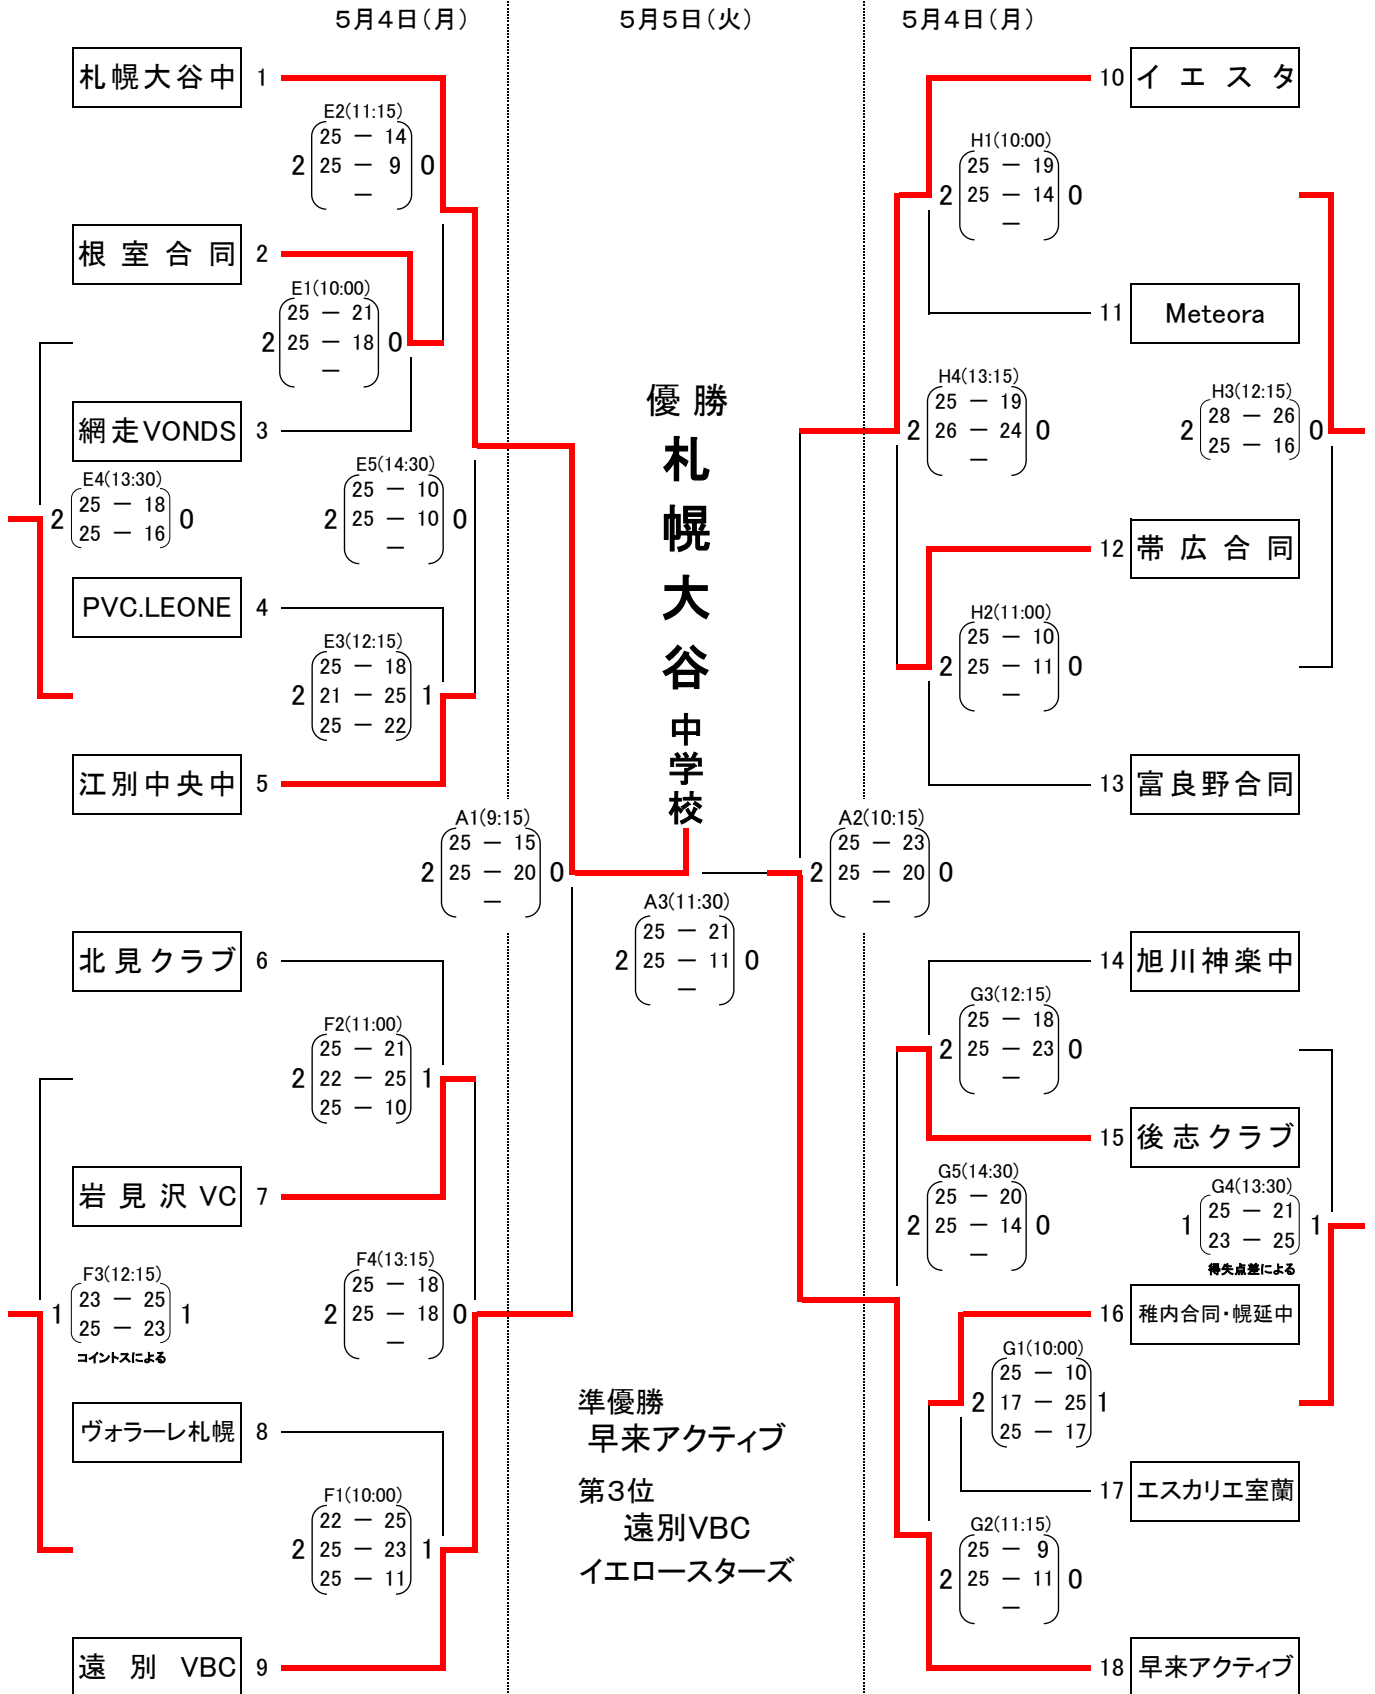 5月4日(月)
5月5日(火)
5月4日(月)
札幌大谷中 1
E2(11:15)
25 － 14
2 25 － 9 0
－
根室合同 2
E1(10:00)
25 － 21
2 25 － 18 0
－
網走VONDS 3
E4(13:30)
25 － 18
2 0
25 － 16
E5(14:30)
25 － 10
2 25 － 10 0
－
PVC.LEONE 4
E3(12:15)
25 － 18
2 21 － 25 1
25 － 22
江別中央中 5
A1(9:15)
25 － 15
2 25 － 20 0
－
北見クラブ 6
F2(11:00)
25 － 21
2 22 － 25 1
25 － 10
岩見沢VC 7
F3(12:15)
23 － 25
1 1
25 － 23
コイントスによる
F4(13:15)
25 － 18
2 25 － 18 0
－
ヴォラーレ札幌 8
F1(10:00)
22 － 25
2 25 － 23 1
25 － 11
遠別VBC 9
優勝
札幌大谷中学校
A3(11:30)
25 － 21
2 25 － 11 0
－
準優勝
早来アクティブ
第3位
遠別VBC
イエロースターズ
10 イエスタ
H1(10:00)
25 － 19
2 25 － 14 0
－
11 Meteora
H4(13:15)
25 － 19
2 26 － 24 0
－
H3(12:15)
28 － 26
2 0
25 － 16
12 帯広合同
H2(11:00)
25 － 10
2 25 － 11 0
－
13 富良野合同
A2(10:15)
25 － 23
2 25 － 20 0
－
14 旭川神楽中
G3(12:15)
25 － 18
2 25 － 23 0
－
15 後志クラブ
G5(14:30)
25 － 20
2 25 － 14 0
－
G4(13:30)
25 － 21
1 1
23 － 25
得失点差による
16 稚内合同・幌延中
G1(10:00)
25 － 10
2 17 － 25 1
25 － 17
17 エスカリエ室蘭
G2(11:15)
25 － 9
2 25 － 11 0
－
18 早来アクティブ